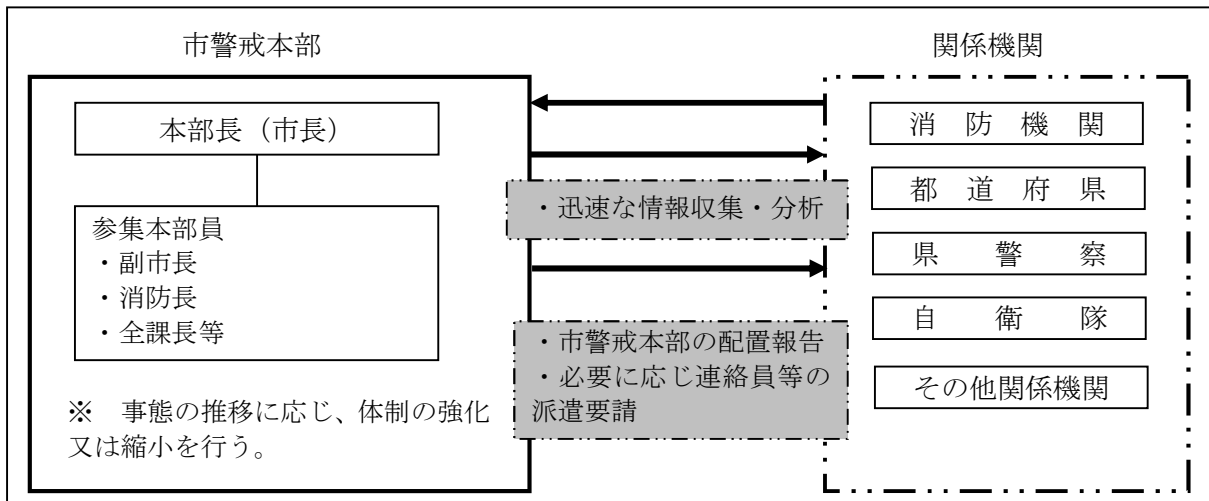 市警戒本部
本部長（市長）
参集本部員
・副市長
・消防長
・全課長等
※　事態の推移に応じ、体制の強化
又は縮小を行う。
・迅速な情報収集・分析
・市警戒本部の配置報告
・必要に応じ連絡員等の
派遣要請
関係機関
消　防　機　関
都　道　府　県
県　警　察
自　衛　隊
その他関係機関